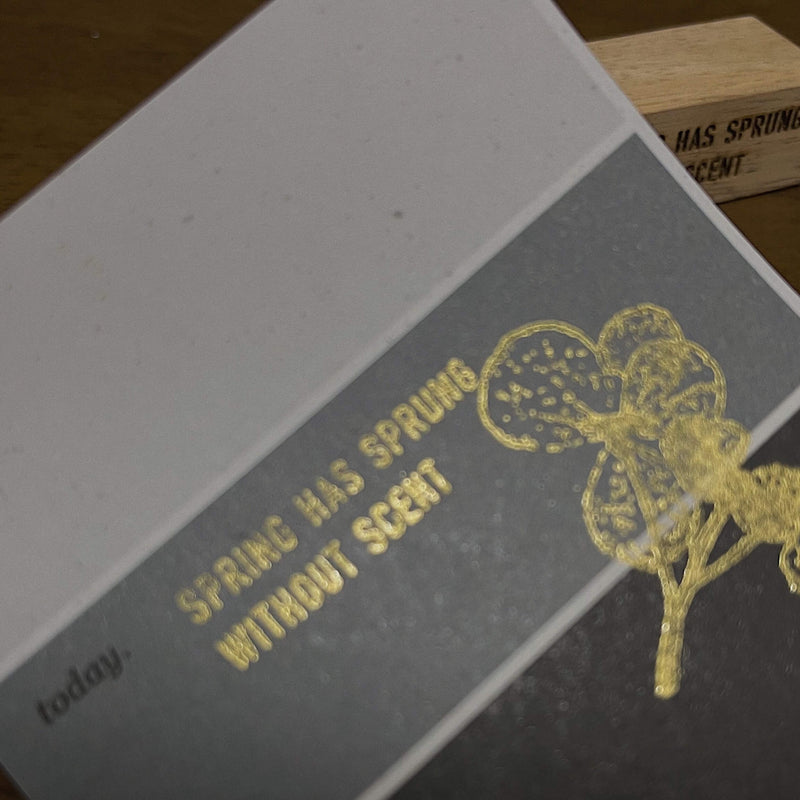 SPRING HAS SPRUNG
WITHOUT SCENT
today.
HAS SPRUNG
SCENT